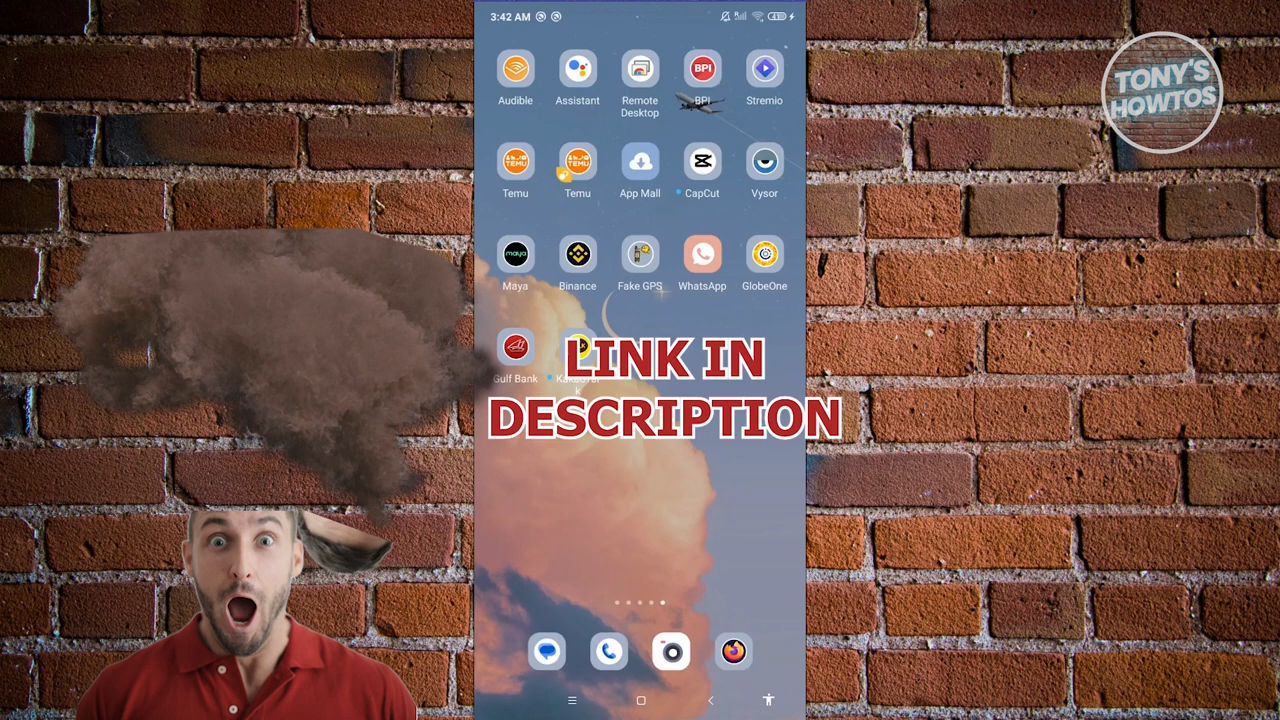 3:42 AM
TONY'S
HOWTOS
Audible
Assistant
Remote
Desktop
BPI
BPI
Stremio
TEMU
TEMU
Temu
Temu
App Mall
CapCut
Vysor
maya
Maya
Binance
Fake GPS
WhatsApp
GlobeOne
Gulf Bank
LINK IN
DESCRIPTION